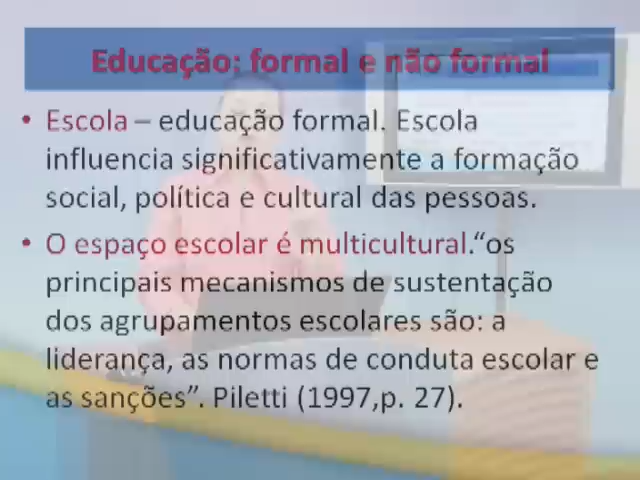 Educação: formal e não formal
• Escola – educação formal. Escola
influencia significativamente a formação
social, política e cultural das pessoas.
• O espaço escolar é multicultural.“os
principais mecanismos de sustentação
dos agrupamentos escolares são: a
liderança, as normas de conduta escolar e
as sanções”. Piletti (1997,p. 27).